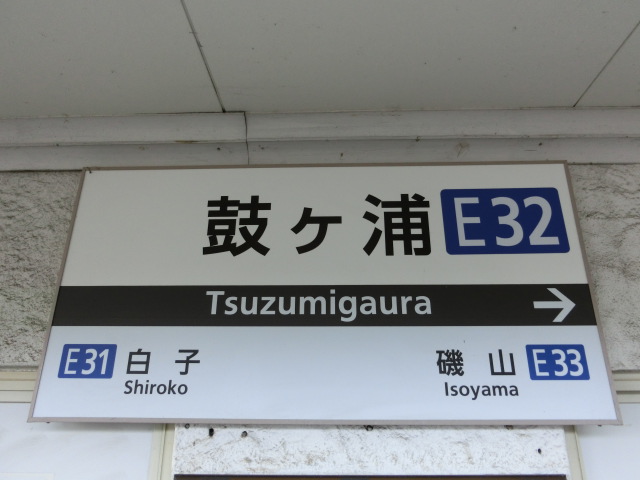 鼓ヶ浦 E32
Tsuzumigaura →
E31 白子 磯山 E33
Shiroko Isoyama